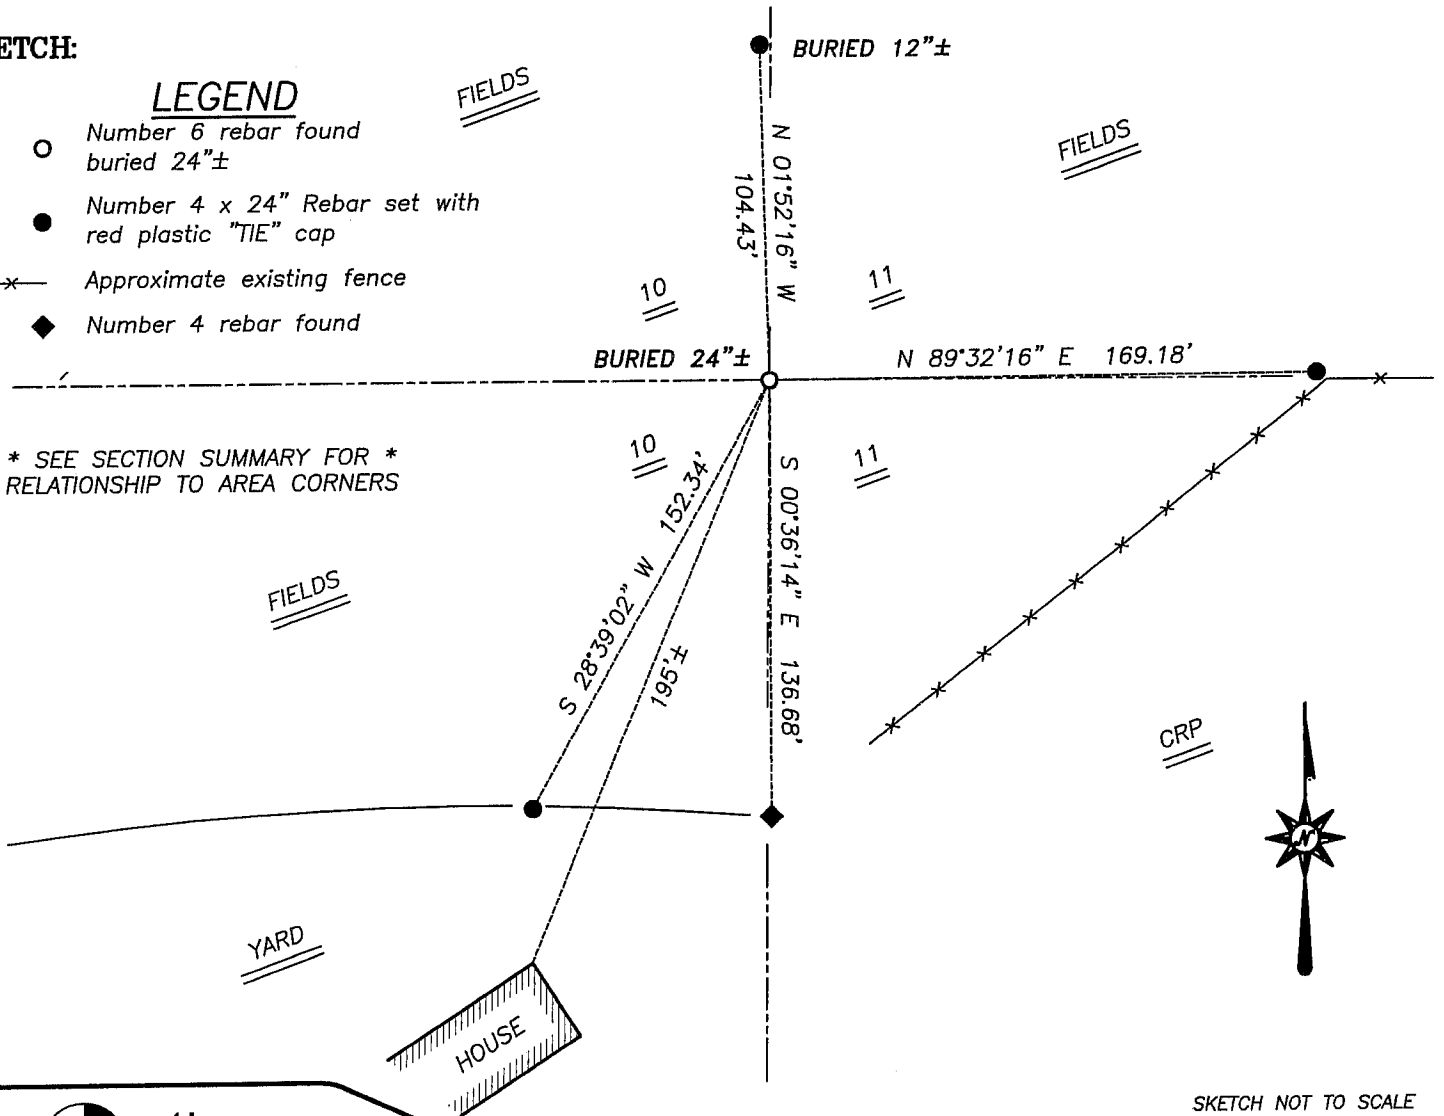 ETCH:
LEGEND
Number 6 rebar found
buried 24"±
Number 4 x 24" Rebar set with
red plastic "TIE" cap
Approximate existing fence
Number 4 rebar found
BURIED 12"±
FIELDS
FIELDS
N 01°52'16" W
104.43'
10
11
BURIED 24"±
N 89°32'16" E 169.18'
* SEE SECTION SUMMARY FOR *
RELATIONSHIP TO AREA CORNERS
10
11
S 28°39'02" W 152.34'
195'±
S 00°36'14" E 136.68'
FIELDS
CRP
N
YARD
HOUSE
SKETCH NOT TO SCALE